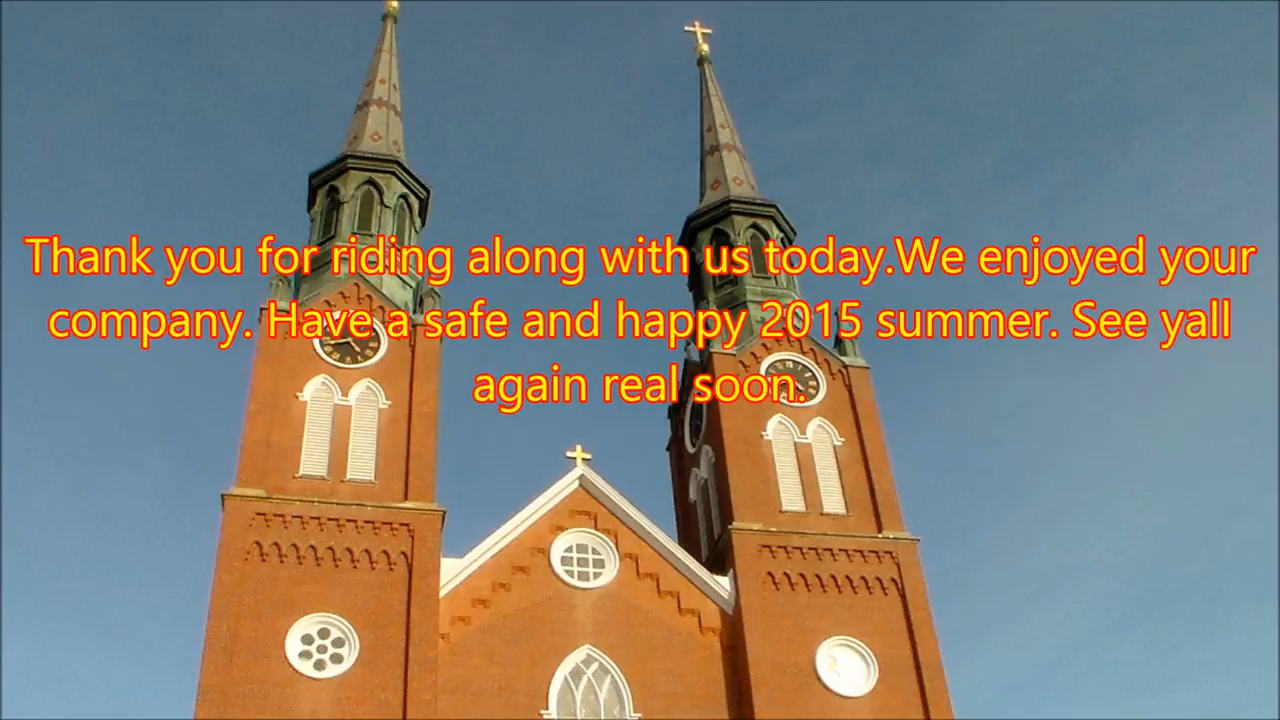 Thank you for riding along with us today.We enjoyed your
company. Have a safe and happy 2015 summer. See yall
again real soon.